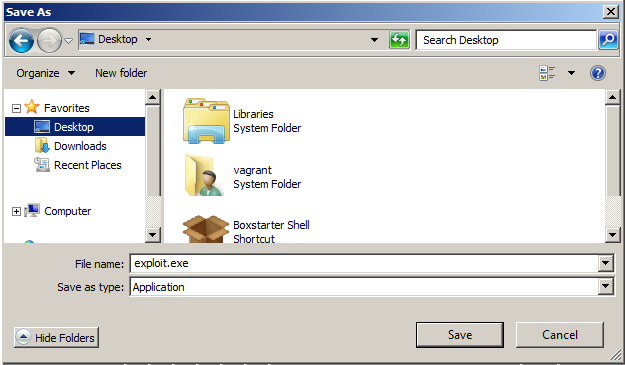 Save As
Desktop
Search Desktop
Organize
New folder
Favorites
Desktop
Downloads
Recent Places
Computer
Libraries
System Folder
vagrant
System Folder
Boxstarter Shell
Shortcut
File name: exploit.exe
Save as type: Application
Hide Folders
Save
Cancel